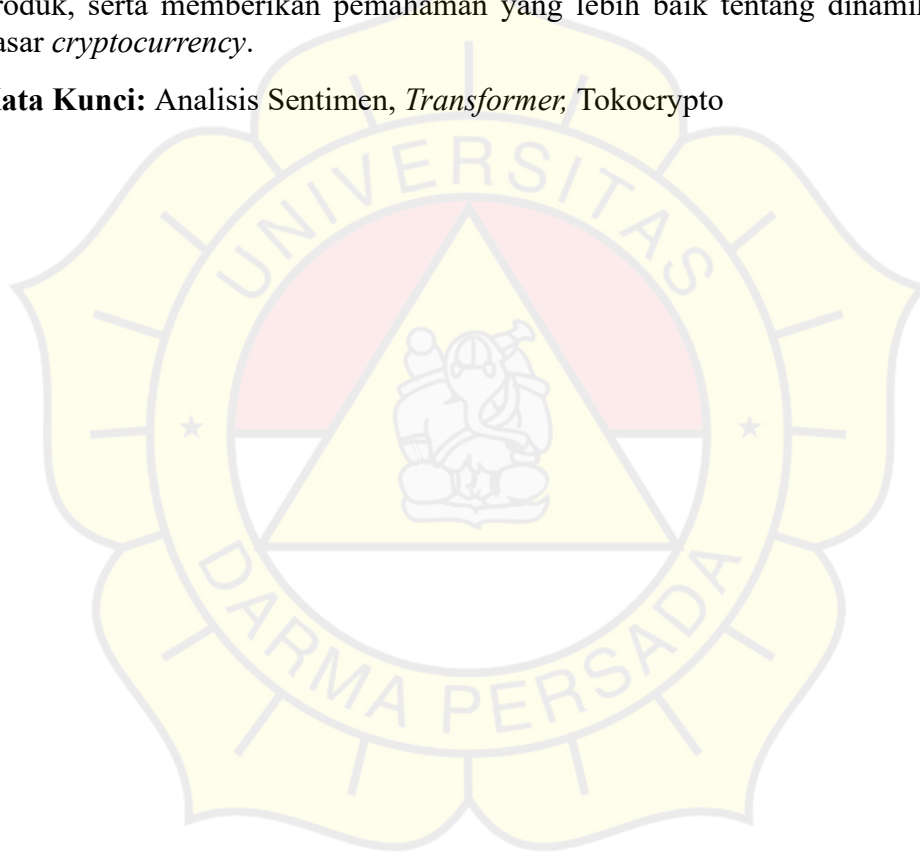 roduk, serta memberikan pemahaman yang lebih baik tentang dinamik
asar cryptocurrency.
ata Kunci: Analisis Sentimen, Transformer, Tokocrypto
UNIVERSITAS
DARMA PERSADA